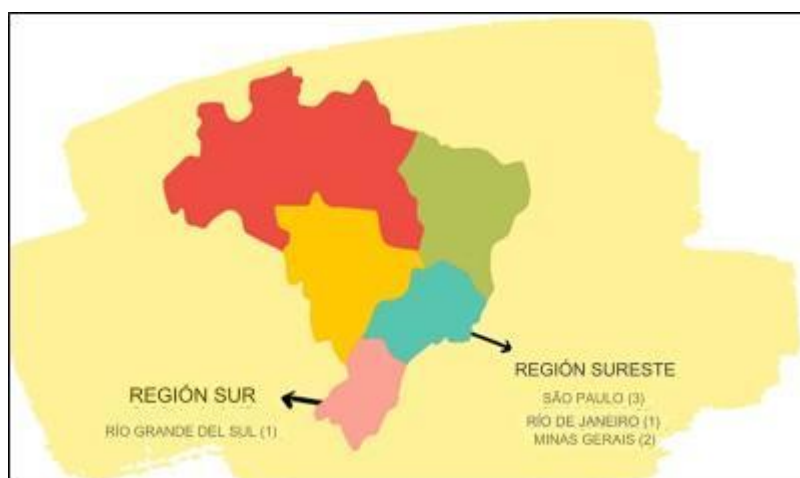 REGIÓN SUR
RÍO GRANDE DEL SUL (1)
REGIÓN SURESTE
SÃO PAULO (3)
RÍO DE JANEIRO (1)
MINAS GERAIS (2)